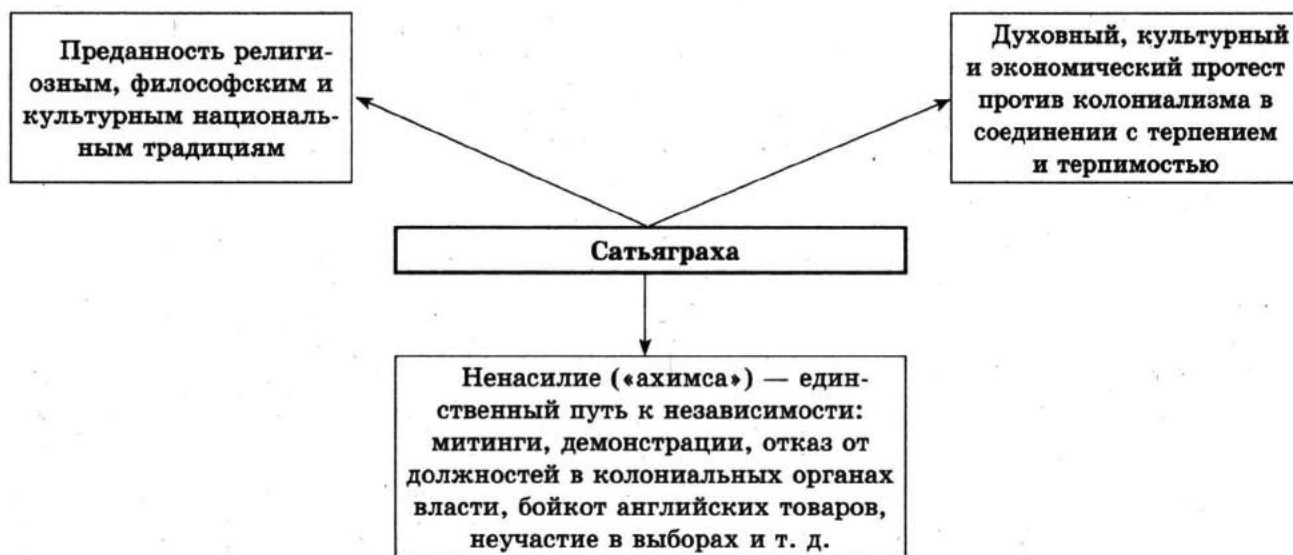 Преданность религи-
озным, философским и
культурным националь-
ным традициям
Духовный, культурный
и экономический протест
против колониализма в
соединении с терпением
и терпимостью
Сатьяграха
Ненасилие («ахимса») — един-
ственный путь к независимости:
митинги, демонстрации, отказ от
должностей в колониальных органах
власти, бойкот английских товаров,
неучастие в выборах и т. д.